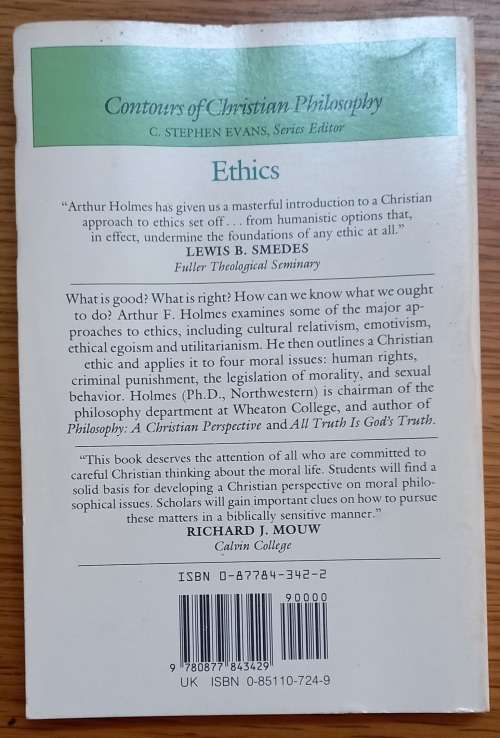 Contours of Christian Philosophy
C. STEPHEN EVANS, Series Editor
Ethics
“Arthur Holmes has given us a masterful introduction to a Christian
approach to ethics set off . . . from humanistic options that,
in effect, undermine the foundations of any ethic at all.”
LEWIS B. SMEDES
Fuller Theological Seminary
What is good? What is right? How can we know what we ought
to do? Arthur F. Holmes examines some of the major ap-
proaches to ethics, including cultural relativism, emotivism,
ethical egoism and utilitarianism. He then outlines a Christian
ethic and applies it to four moral issues: human rights,
criminal punishment, the legislation of morality, and sexual
behavior. Holmes (Ph.D., Northwestern) is chairman of the
philosophy department at Wheaton College, and author of
Philosophy: A Christian Perspective and All Truth Is God's Truth.
“This book deserves the attention of all who are committed to
careful Christian thinking about the moral life. Students will find a
solid basis for developing a Christian perspective on moral philo-
sophical issues. Scholars will gain important clues on how to pursue
these matters in a biblically sensitive manner.”
RICHARD J. MOUW
Calvin College
ISBN 0-87784-342-2
90000
9 780877 843429
UK ISBN 0-85110-724-9